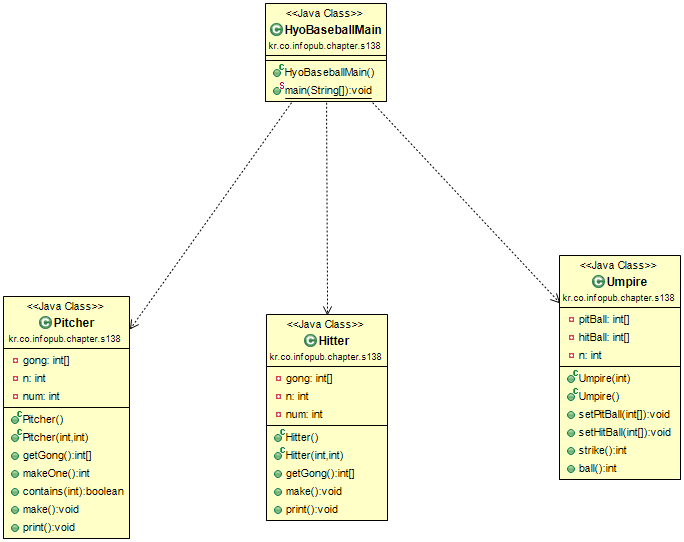 <<Java Class>>
HyoBaseballMain
kr.co.infopub.chapter.s138
HyoBaseballMain()
main(String[]):void
<<Java Class>>
Pitcher
kr.co.infopub.chapter.s138
gong: int[]
n: int
num: int
Pitcher()
Pitcher(int,int)
getGong():int[]
makeOne():int
contains(int):boolean
make():void
print():void
<<Java Class>>
Hitter
kr.co.infopub.chapter.s138
gong: int[]
n: int
num: int
Hitter()
Hitter(int,int)
getGong():int[]
make():void
print():void
<<Java Class>>
Umpire
kr.co.infopub.chapter.s138
pitBall: int[]
hitBall: int[]
n: int
Umpire(int)
Umpire()
setPitBall(int[]):void
setHitBall(int[]):void
strike():int
ball():int